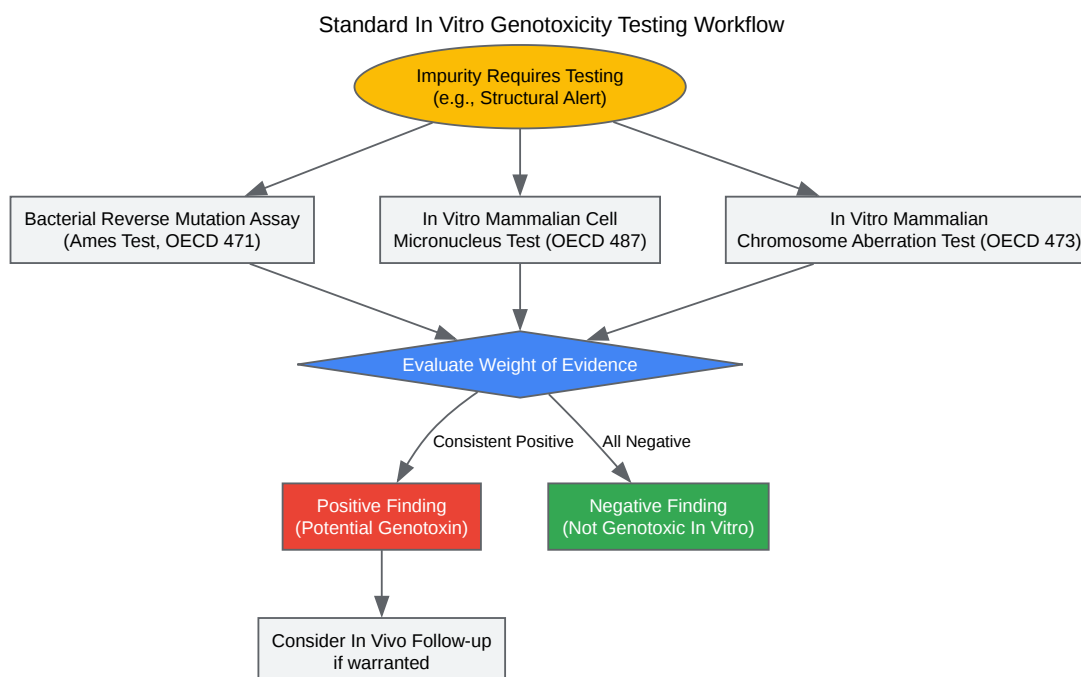 Standard In Vitro Genotoxicity Testing Workflow
Impurity Requires Testing
(e.g., Structural Alert)
Bacterial Reverse Mutation Assay
(Ames Test, OECD 471)
In Vitro Mammalian Cell
Micronucleus Test (OECD 487)
In Vitro Mammalian
Chromosome Aberration Test (OECD 473)
Evaluate Weight of Evidence
Consistent Positive
All Negative
Positive Finding
(Potential Genotoxin)
Negative Finding
(Not Genotoxic In Vitro)
Consider In Vivo Follow-up
if warranted